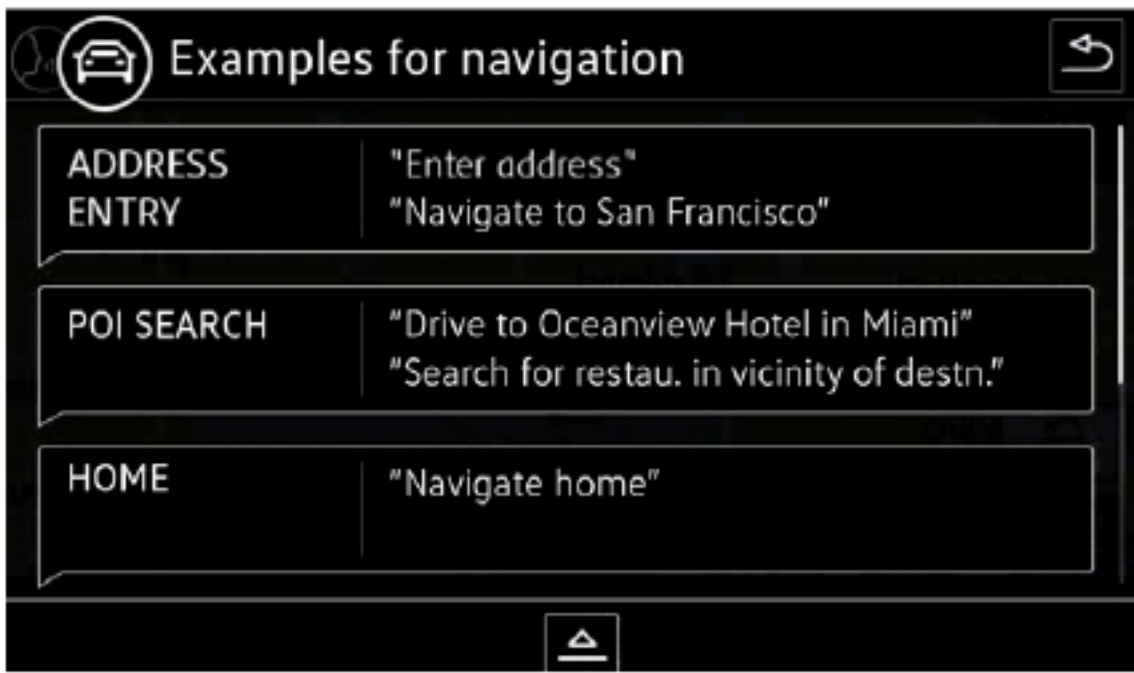 Examples for navigation
ADDRESS
ENTRY
"Enter address"
"Navigate to San Francisco"
POI SEARCH
"Drive to Oceanview Hotel in Miami"
"Search for restau. in vicinity of destn."
HOME
"Navigate home"